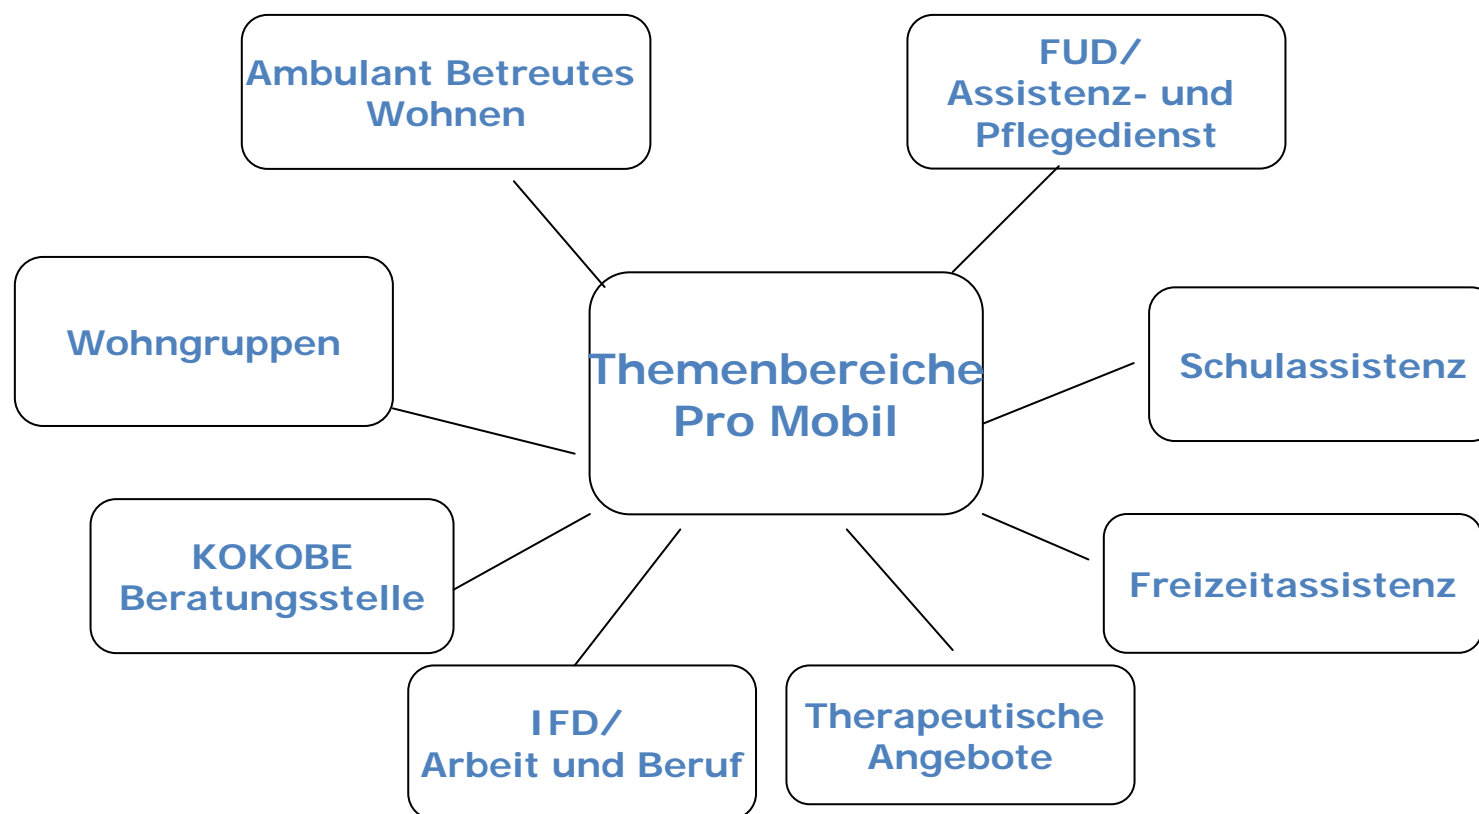 Ambulant Betreutes
Wohnen
FUD/
Assistenz- und
Pflegedienst
Wohngruppen
Themenbereiche
Pro Mobil
Schulassistenz
KOKOBE
Beratungsstelle
Freizeitassistenz
IFD/
Arbeit und Beruf
Therapeutische
Angebote